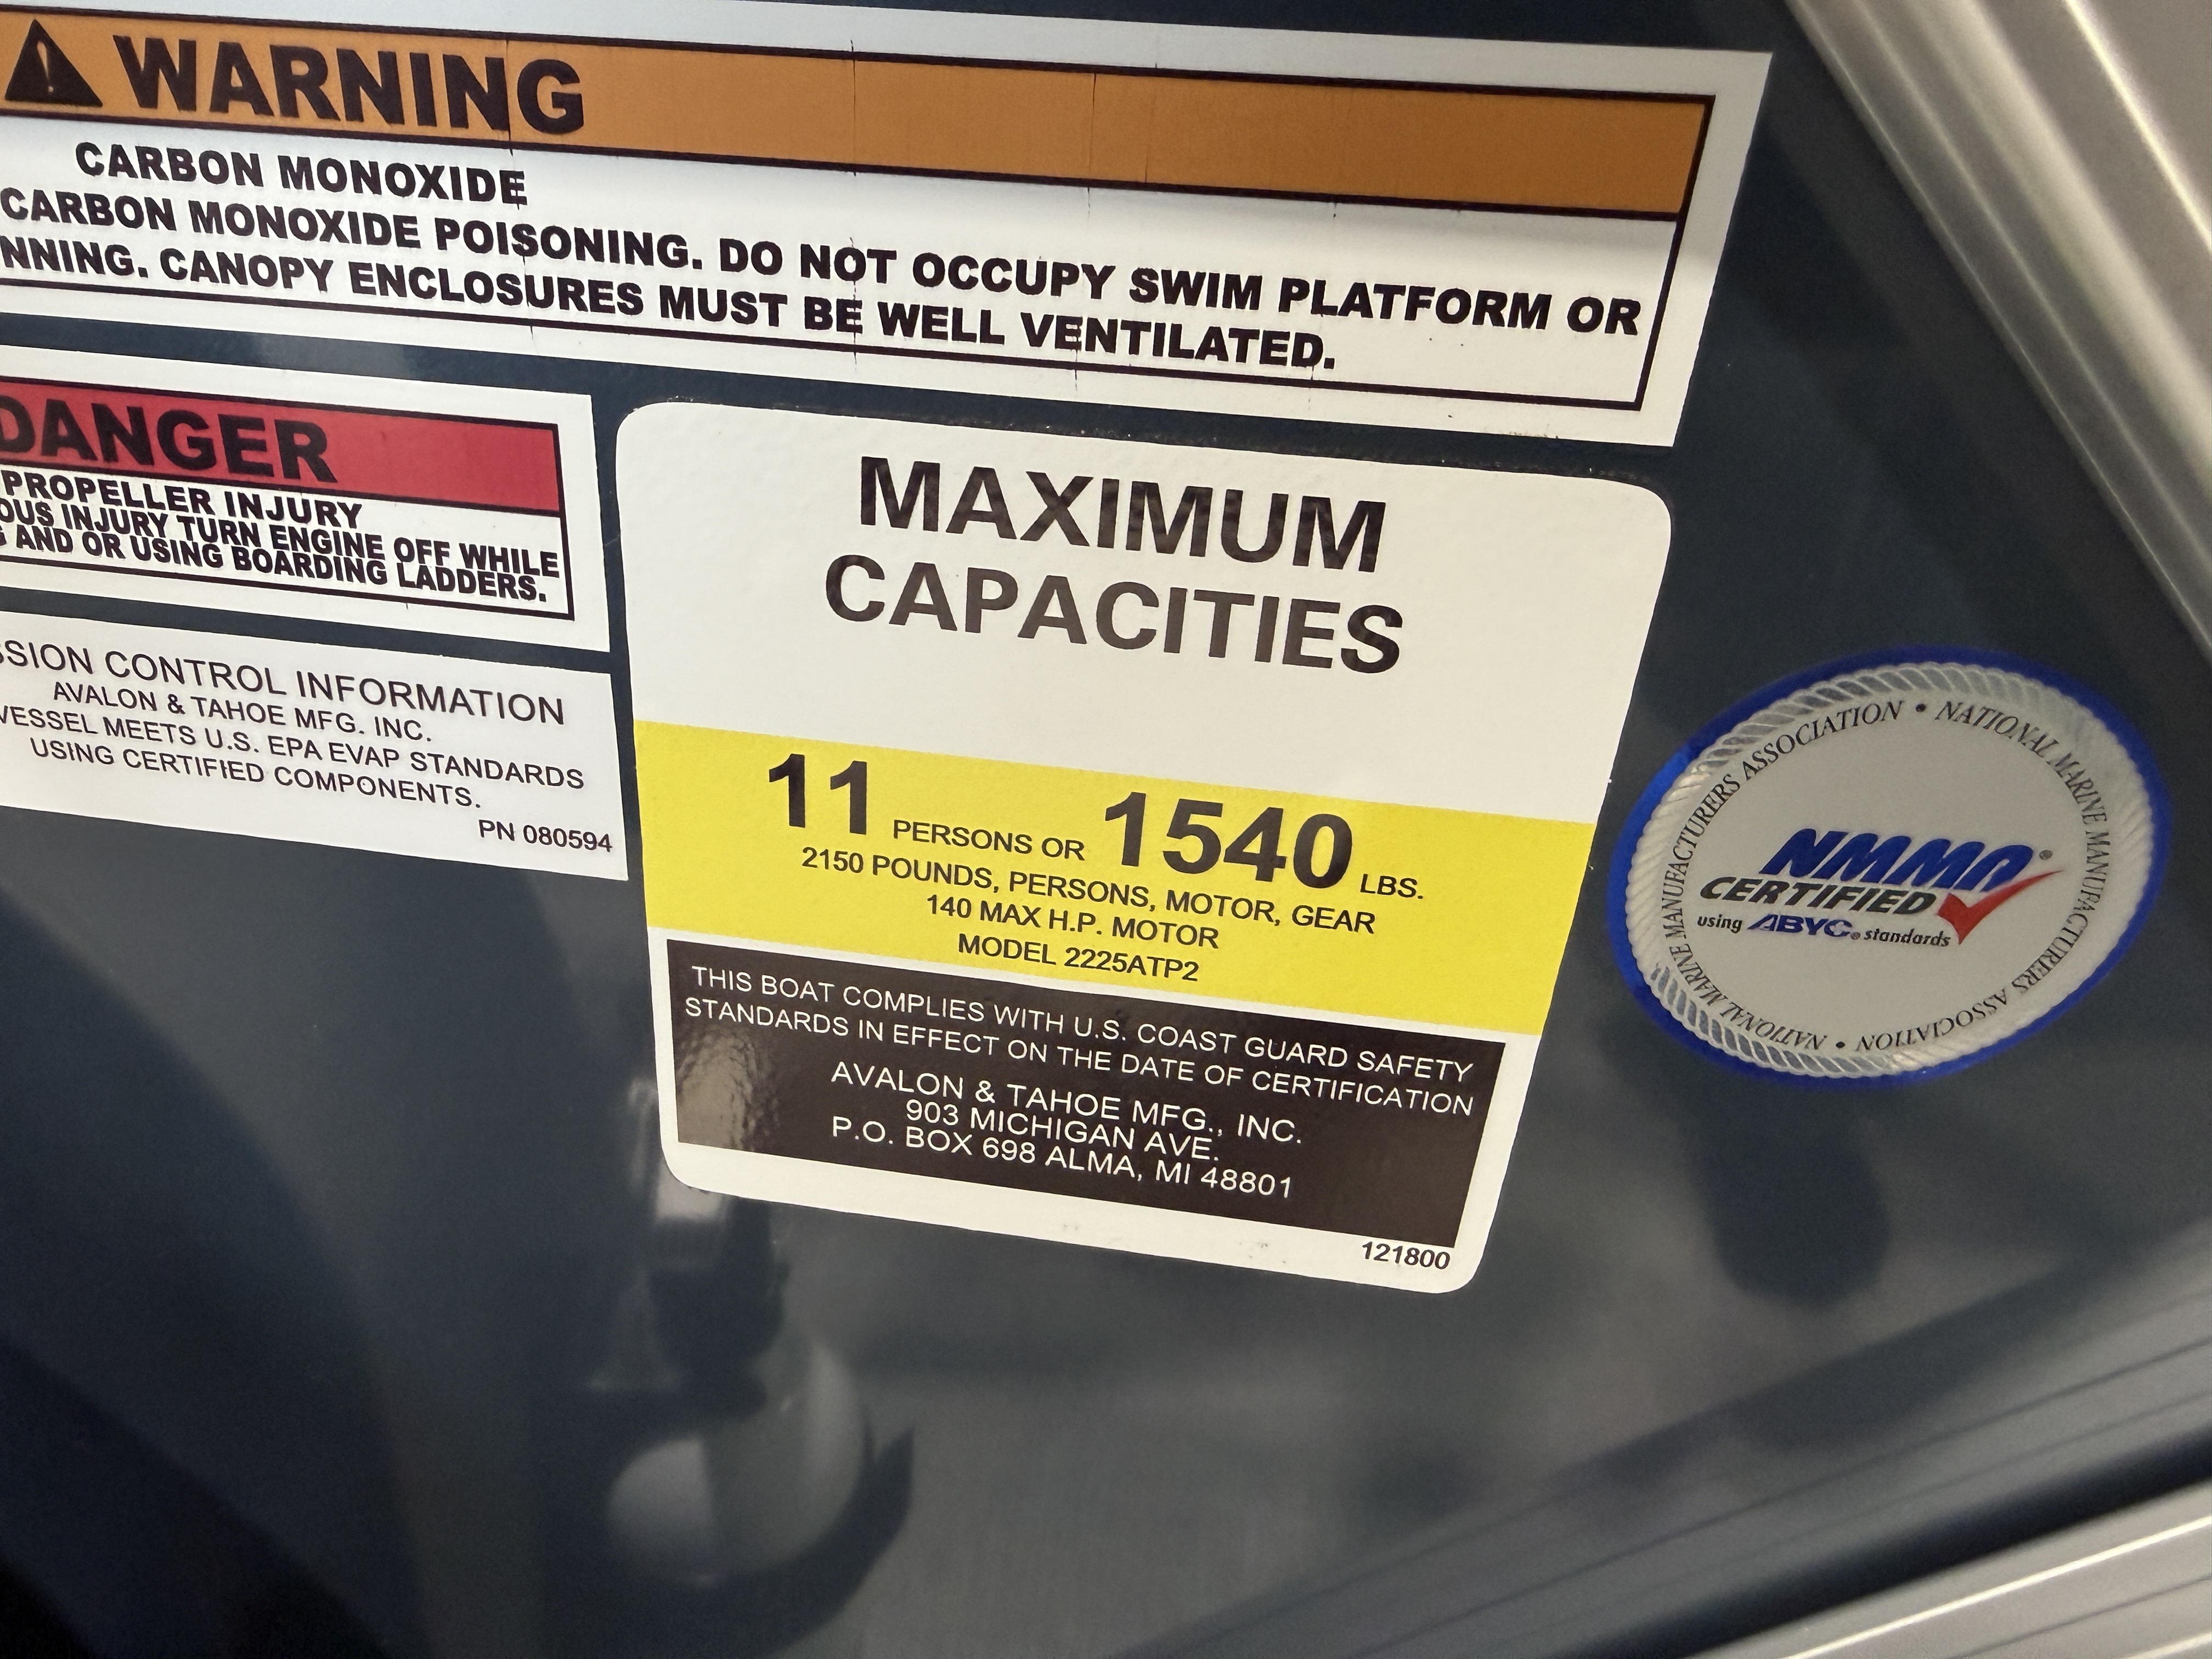 WARNING
CARBON MONOXIDE
CARBON MONOXIDE POISONING. DO NOT OCCUPY SWIM PLATFORM OR
NNING. CANOPY ENCLOSURES MUST BE WELL VENTILATED.
DANGER
PROPELLER INJURY
OUS INJURY TURN ENGINE OFF WHILE
G AND OR USING BOARDING LADDERS.
SSION CONTROL INFORMATION
AVALON & TAHOE MFG. INC.
VESSEL MEETS U.S. EPA EVAP STANDARDS
USING CERTIFIED COMPONENTS.
PN 080594
MAXIMUM
CAPACITIES
11 PERSONS OR 1540 LBS.
2150 POUNDS, PERSONS, MOTOR, GEAR
140 MAX H.P. MOTOR
MODEL 2225ATP2
THIS BOAT COMPLIES WITH U.S. COAST GUARD SAFETY
STANDARDS IN EFFECT ON THE DATE OF CERTIFICATION
AVALON & TAHOE MFG., INC.
903 MICHIGAN AVE.
P.O. BOX 698 ALMA, MI 48801
121800
NATIONAL MARINE MANUFACTURERS ASSOCIATION • NATIONAL MARINE MANUFACTURERS ASSOCIATION •
NMMA®
CERTIFIED
using ABYC® standards